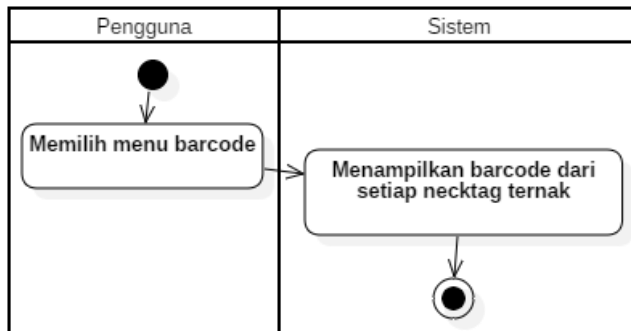 Pengguna
Sistem
Memilih menu barcode
Menampilkan barcode dari
setiap necktag ternak